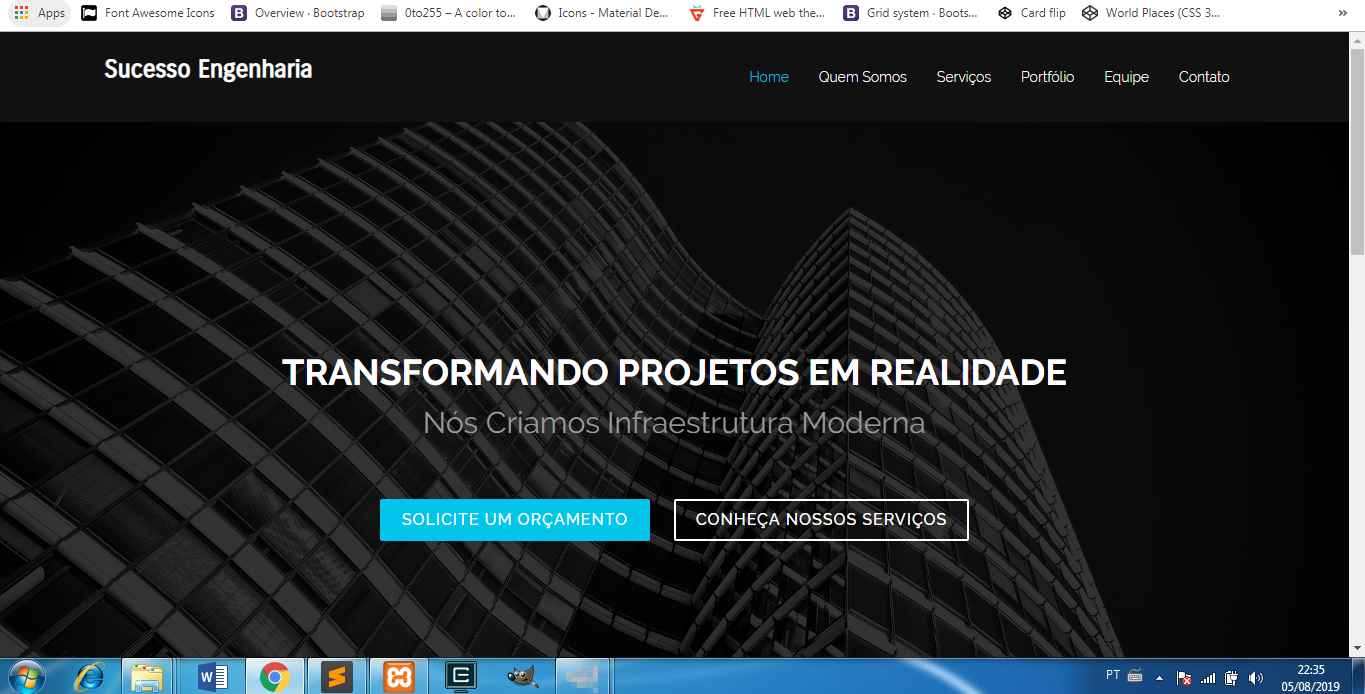 Apps Font Awesome Icons Overview · Bootstrap 0to255 – A color to... Icons - Material De... Free HTML web the... Grid system · Boots... Card flip World Places (CSS 3... »
Sucesso Engenharia
Home Quem Somos Serviços Portfólio Equipe Contato
TRANSFORMANDO PROJETOS EM REALIDADE
Nós Criamos Infraestrutura Moderna
SOLICITE UM ORÇAMENTO CONHEÇA NOSSOS SERVIÇOS
PT
22:35
05/08/2019